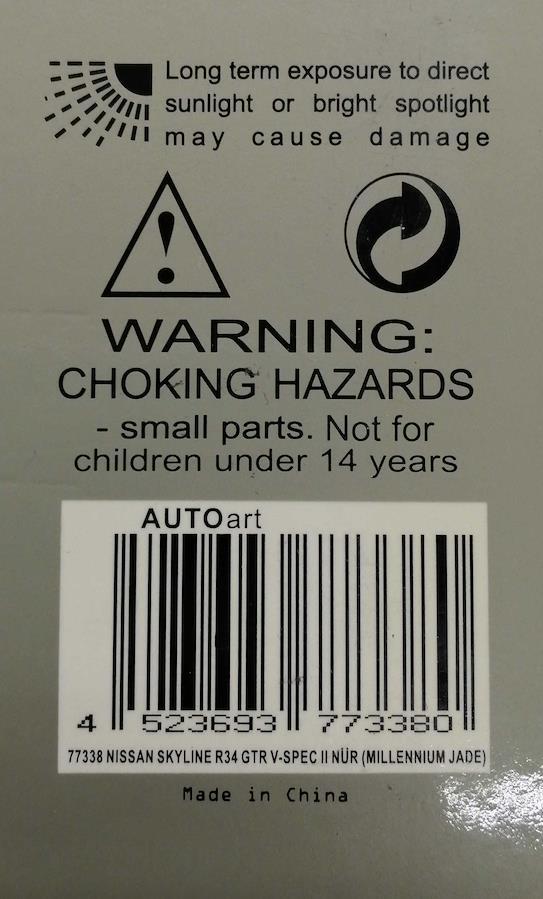 Long term exposure to direct
sunlight or bright spotlight
may cause damage
WARNING:
CHOKING HAZARDS
- small parts. Not for
children under 14 years
AUTOart
4 523693 773380
77338 NISSAN SKYLINE R34 GTR V-SPEC II NÜR (MILLENNIUM JADE)
Made in China